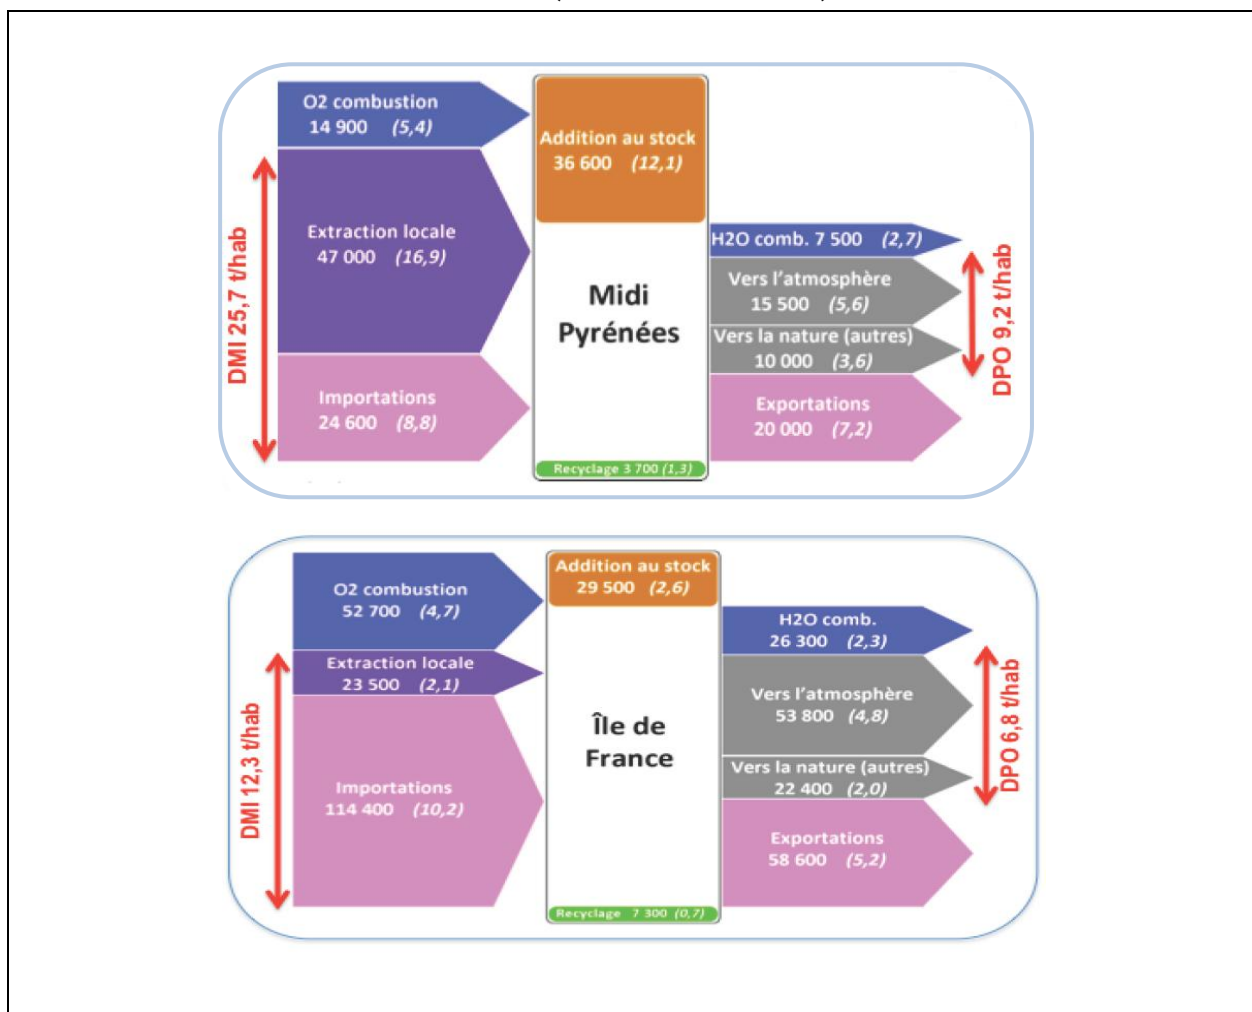 O2 combustion
14 900 (5,4)
Extraction locale
47 000 (16,9)
Importations
24 600 (8,8)
DMI 25,7 t/hab
Addition au stock
36 600 (12,1)
Midi
Pyrénées
Recyclage 3 700 (1,3)
H2O comb. 7 500 (2,7)
Vers l'atmosphère
15 500 (5,6)
Vers la nature (autres)
10 000 (3,6)
Exportations
20 000 (7,2)
DPO 9,2 t/hab
O2 combustion
52 700 (4,7)
Extraction locale
23 500 (2,1)
Importations
114 400 (10,2)
DMI 12,3 t/hab
Addition au stock
29 500 (2,6)
Île de
France
Recyclage 7 300 (0,7)
H2O comb.
26 300 (2,3)
Vers l'atmosphère
53 800 (4,8)
Vers la nature (autres)
22 400 (2,0)
Exportations
58 600 (5,2)
DPO 6,8 t/hab